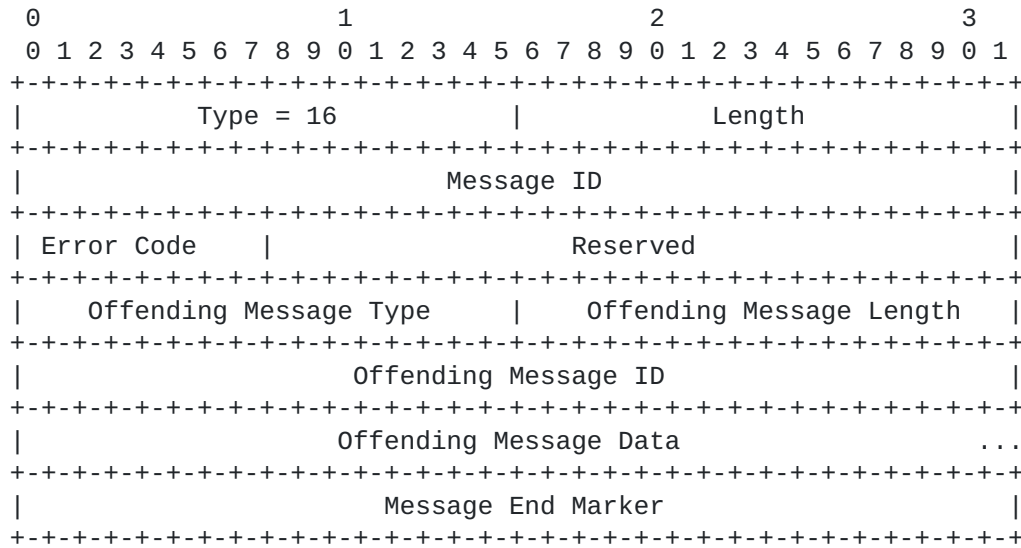 0                   1                   2                   3
 0 1 2 3 4 5 6 7 8 9 0 1 2 3 4 5 6 7 8 9 0 1 2 3 4 5 6 7 8 9 0 1
+-+-+-+-+-+-+-+-+-+-+-+-+-+-+-+-+-+-+-+-+-+-+-+-+-+-+-+-+-+-+-+-+
|           Type = 16           |            Length             |
+-+-+-+-+-+-+-+-+-+-+-+-+-+-+-+-+-+-+-+-+-+-+-+-+-+-+-+-+-+-+-+-+
|                           Message ID                          |
+-+-+-+-+-+-+-+-+-+-+-+-+-+-+-+-+-+-+-+-+-+-+-+-+-+-+-+-+-+-+-+-+
| Error Code    |                   Reserved                    |
+-+-+-+-+-+-+-+-+-+-+-+-+-+-+-+-+-+-+-+-+-+-+-+-+-+-+-+-+-+-+-+-+
|    Offending Message Type     |    Offending Message Length   |
+-+-+-+-+-+-+-+-+-+-+-+-+-+-+-+-+-+-+-+-+-+-+-+-+-+-+-+-+-+-+-+-+
|                     Offending Message ID                      |
+-+-+-+-+-+-+-+-+-+-+-+-+-+-+-+-+-+-+-+-+-+-+-+-+-+-+-+-+-+-+-+-+
|                    Offending Message Data                   ...
+-+-+-+-+-+-+-+-+-+-+-+-+-+-+-+-+-+-+-+-+-+-+-+-+-+-+-+-+-+-+-+-+
|                       Message End Marker                      |
+-+-+-+-+-+-+-+-+-+-+-+-+-+-+-+-+-+-+-+-+-+-+-+-+-+-+-+-+-+-+-+-+